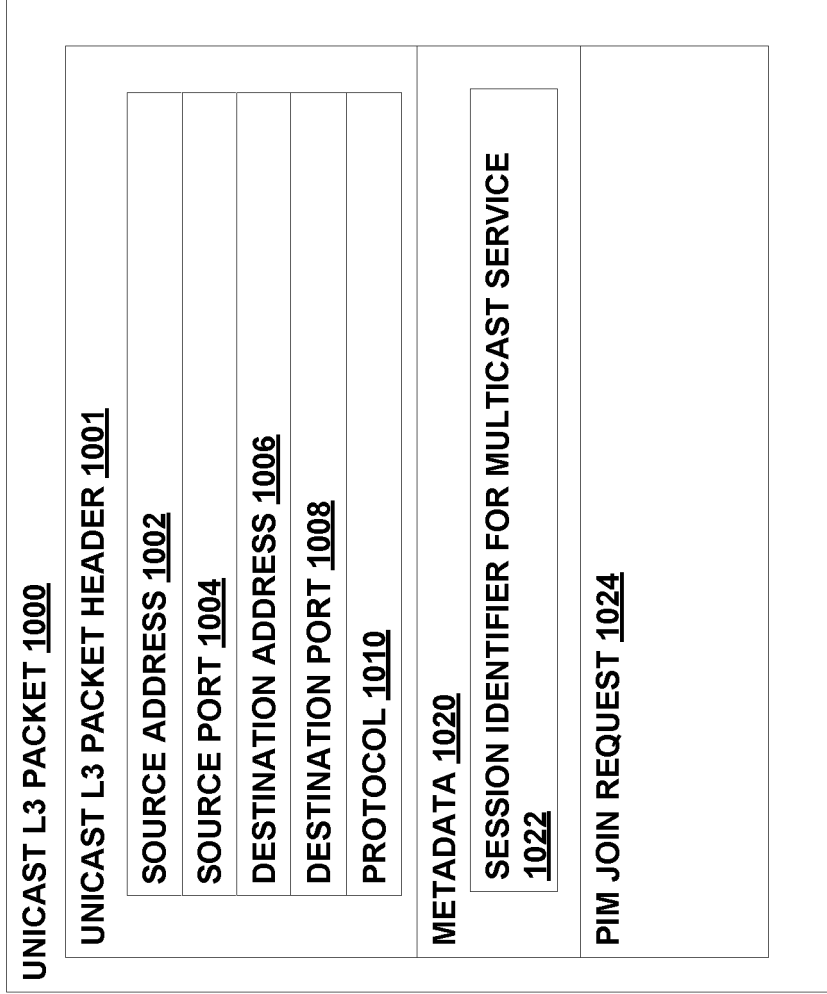 UNICAST L3 PACKET 1000
UNICAST L3 PACKET HEADER 1001
SOURCE ADDRESS 1002
SOURCE PORT 1004
DESTINATION ADDRESS 1006
DESTINATION PORT 1008
PROTOCOL 1010
METADATA 1020
SESSION IDENTIFIER FOR MULTICAST SERVICE
1022
PIM JOIN REQUEST 1024